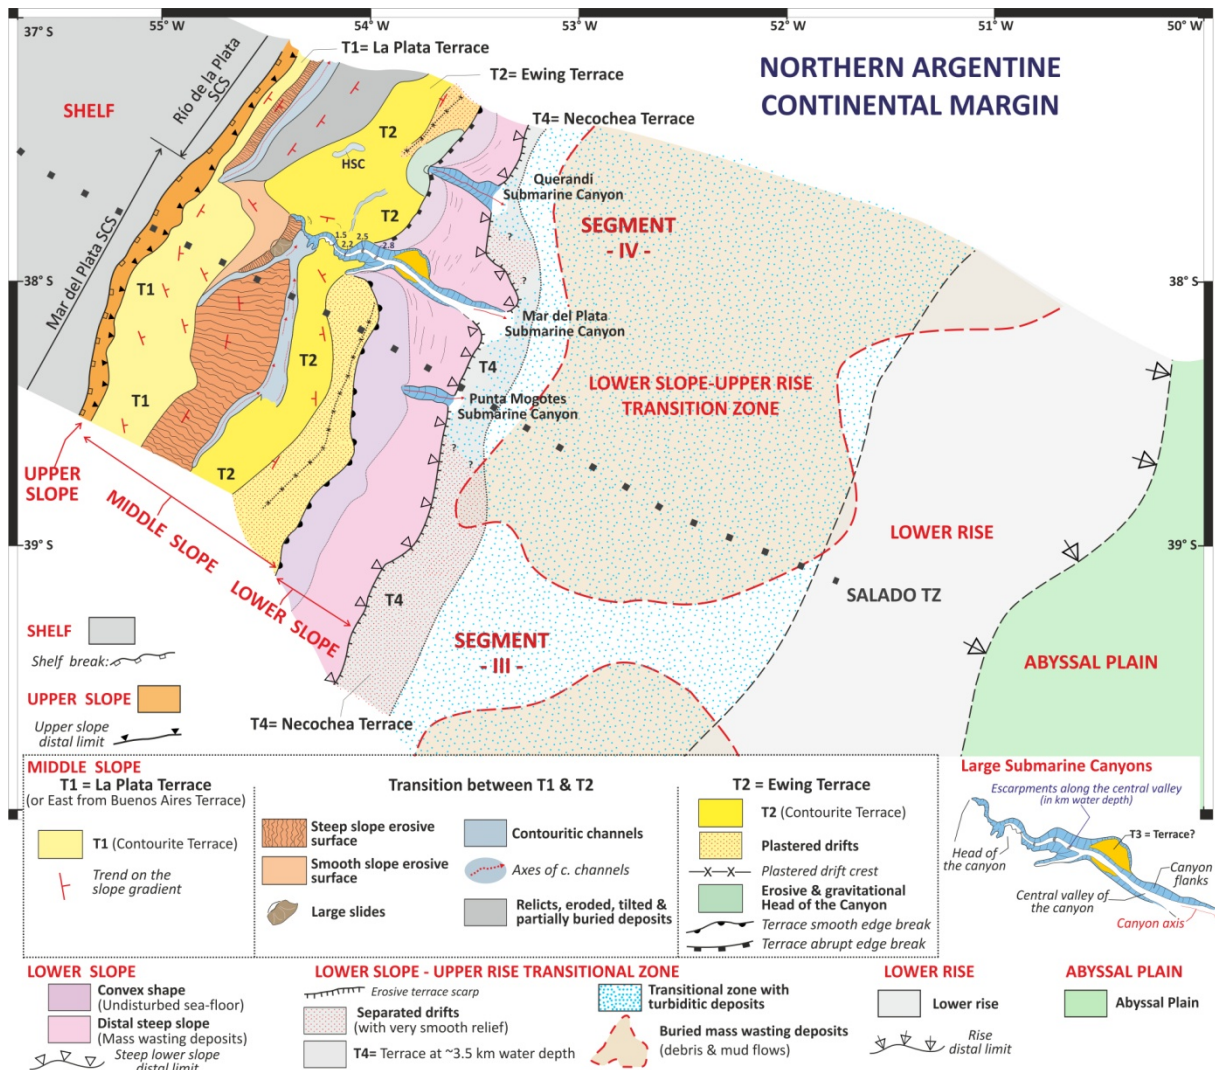 55° W
54° W
53° W
52° W
51° W
50° W
37° S
T1= La Plata Terrace
NORTHERN ARGENTINE
CONTINENTAL MARGIN
T2= Ewing Terrace
Río de la Plata
SCS
SHELF
T4= Necochea Terrace
T2
HSC
Querandi
Submarine Canyon
Mar del Plata SCS
T2
SEGMENT
- IV -
?
1.5
2.5
2.2
2.8
?
38° S
38° S
T1
?
Mar del Plata
Submarine Canyon
T2
T4
LOWER SLOPE-UPPER RISE
TRANSITION ZONE
T1
Punta Mogotes
Submarine Canyon
?
?
UPPER
SLOPE
T2
MIDDLE SLOPE
LOWER RISE
39° S
39° S
LOWER SLOPE
T4
SALADO TZ
SEGMENT
- III -
ABYSSAL PLAIN
T4= Necochea Terrace
SHELF
Shelf break:
UPPER SLOPE
Upper slope
distal limit
MIDDLE SLOPE
T1 = La Plata Terrace
(or East from Buenos Aires Terrace)
T1 (Contourite Terrace)
Trend on the
slope gradient
Transition between T1 & T2
Steep slope erosive
surface
Smooth slope erosive
surface
Large slides
Contouritic channels
Axes of c. channels
Relicts, eroded, tilted &
partially buried deposits
T2 = Ewing Terrace
T2 (Contourite Terrace)
Plastered drifts
Plastered drift crest
Erosive & gravitational
Head of the Canyon
Terrace smooth edge break
Terrace abrupt edge break
Large Submarine Canyons
Escarpments along the central valley
(in km water depth)
T3 = Terrace?
Head of
the canyon
Canyon
flanks
Central valley
of the canyon
Canyon axis
LOWER SLOPE
Convex shape
(Undisturbed sea-floor)
Distal steep slope
(Mass wasting deposits)
Steep lower slope
distal limit
LOWER SLOPE - UPPER RISE TRANSITIONAL ZONE
Erosive terrace scarp
Separated drifts
(with very smooth relief)
T4= Terrace at ~3.5 km water depth
Transitional zone with
turbiditic deposits
Buried mass wasting deposits
(debris & mud flows)
LOWER RISE
Lower rise
Rise
distal limit
ABYSSAL PLAIN
Abyssal Plain